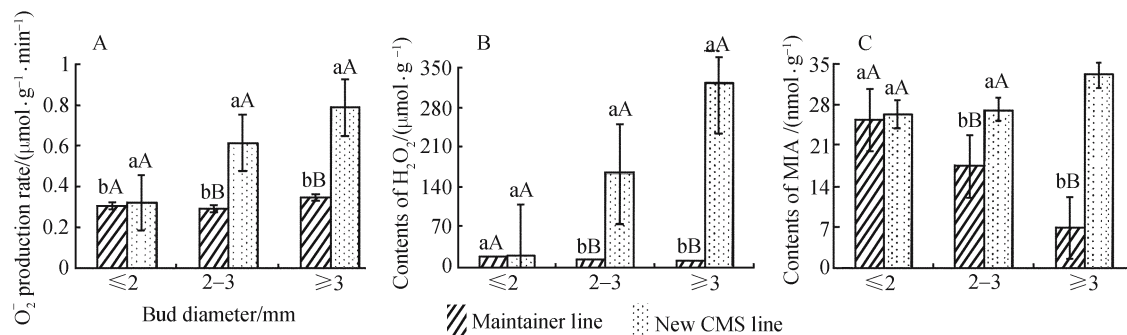 A
O₂⁻ production rate/(μmol·g⁻¹·min⁻¹)
1
0.8
0.6
0.4
0.2
0
bA
aA
bB
aA
bB
aA
≤2
2–3
≥3
Bud diameter/mm
B
Contents of H₂O₂/(μmol·g⁻¹)
350
280
210
140
70
0
aA
aA
bB
aA
bB
aA
≤2
2–3
≥3
C
Contents of MIA /(nmol·g⁻¹)
35
28
21
14
7
0
aA
aA
bB
aA
bB
≤2
2–3
≥3
Maintainer line
New CMS line